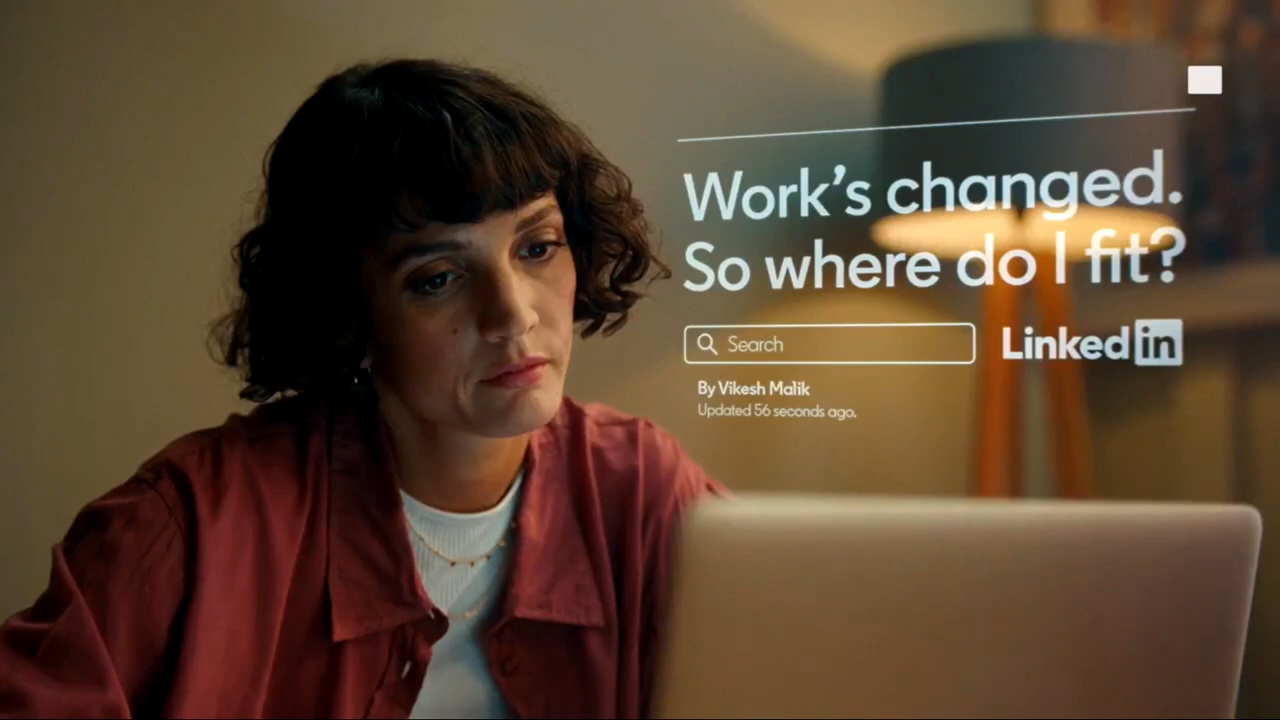 Work's changed.
So where do I fit?
Search
LinkedIn
By Vikesh Malik
Updated 56 seconds ago.